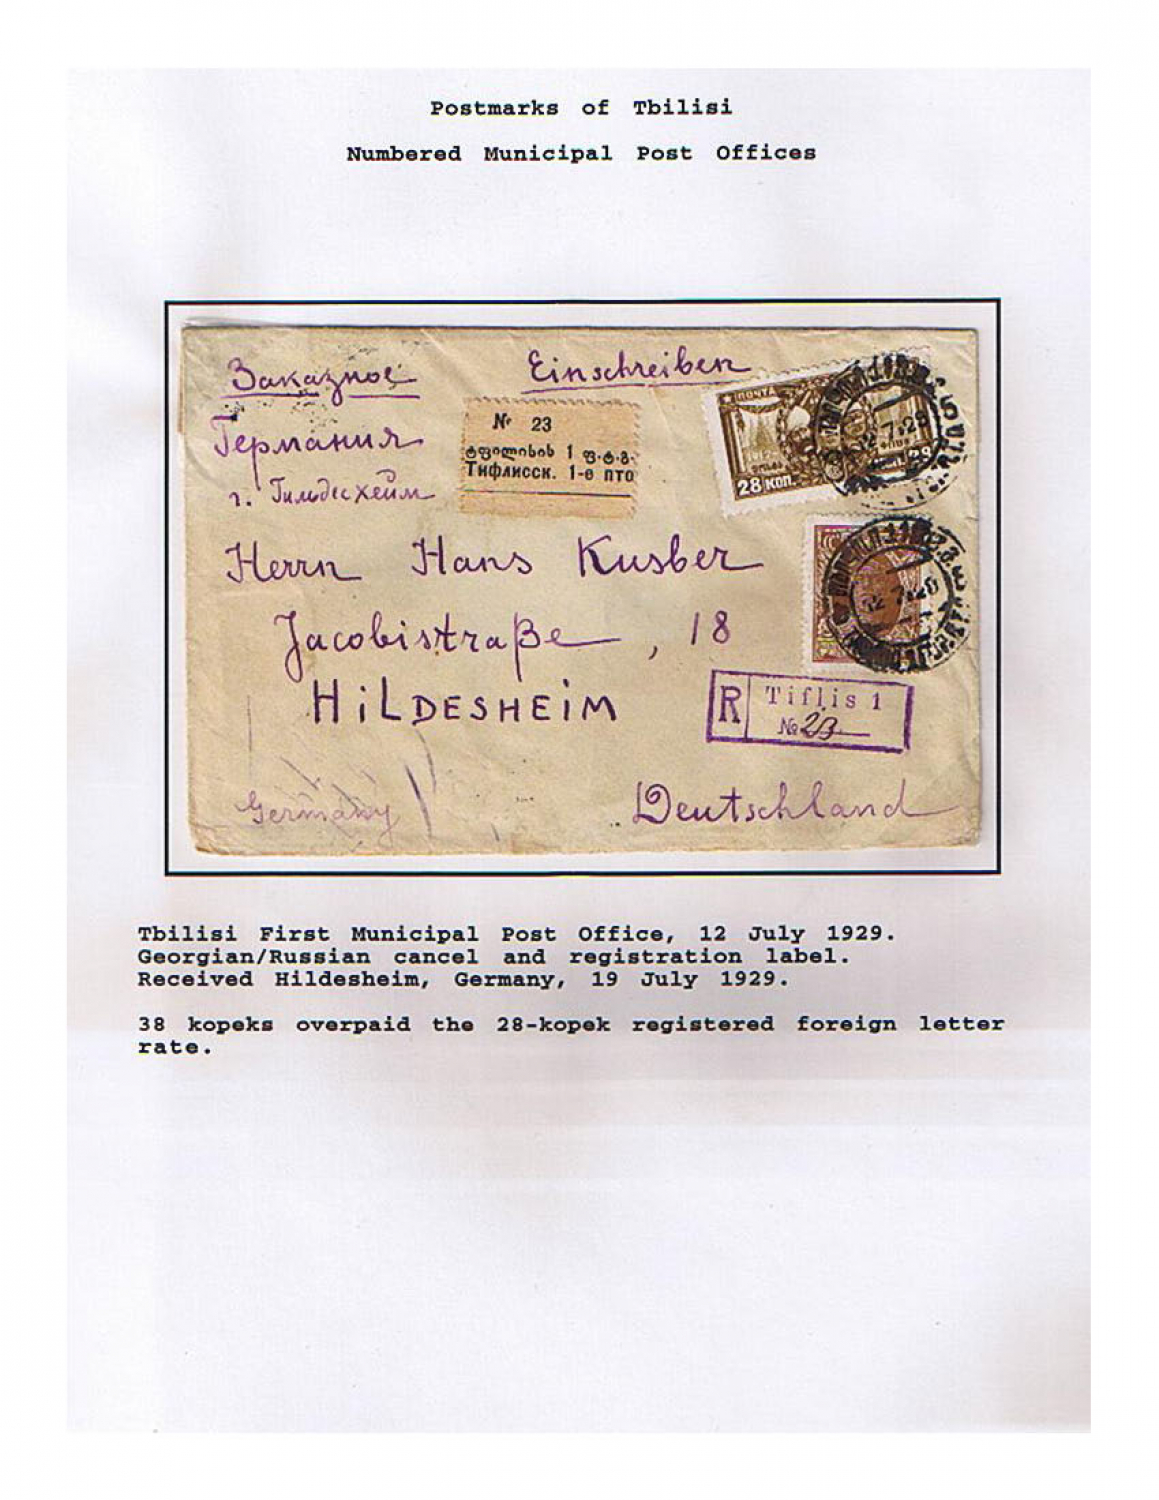 Postmarks of Tbilisi
Numbered Municipal Post Offices
Заказное
Einschreiben
Германия
г. Гильдесхейм
№ 23
ტფილისის 1 ფ.ტ.გ.
Тифлисск. 1-е пто
ПОЧТА
28 КОП.
Herrn Hans Kusber
Jacobistraße, 18
HiLDESHEiM
R Tiflis 1
№ 23
Germany
Deutschland
Tbilisi First Municipal Post Office, 12 July 1929.
Georgian/Russian cancel and registration label.
Received Hildesheim, Germany, 19 July 1929.
38 kopeks overpaid the 28-kopek registered foreign letter
rate.